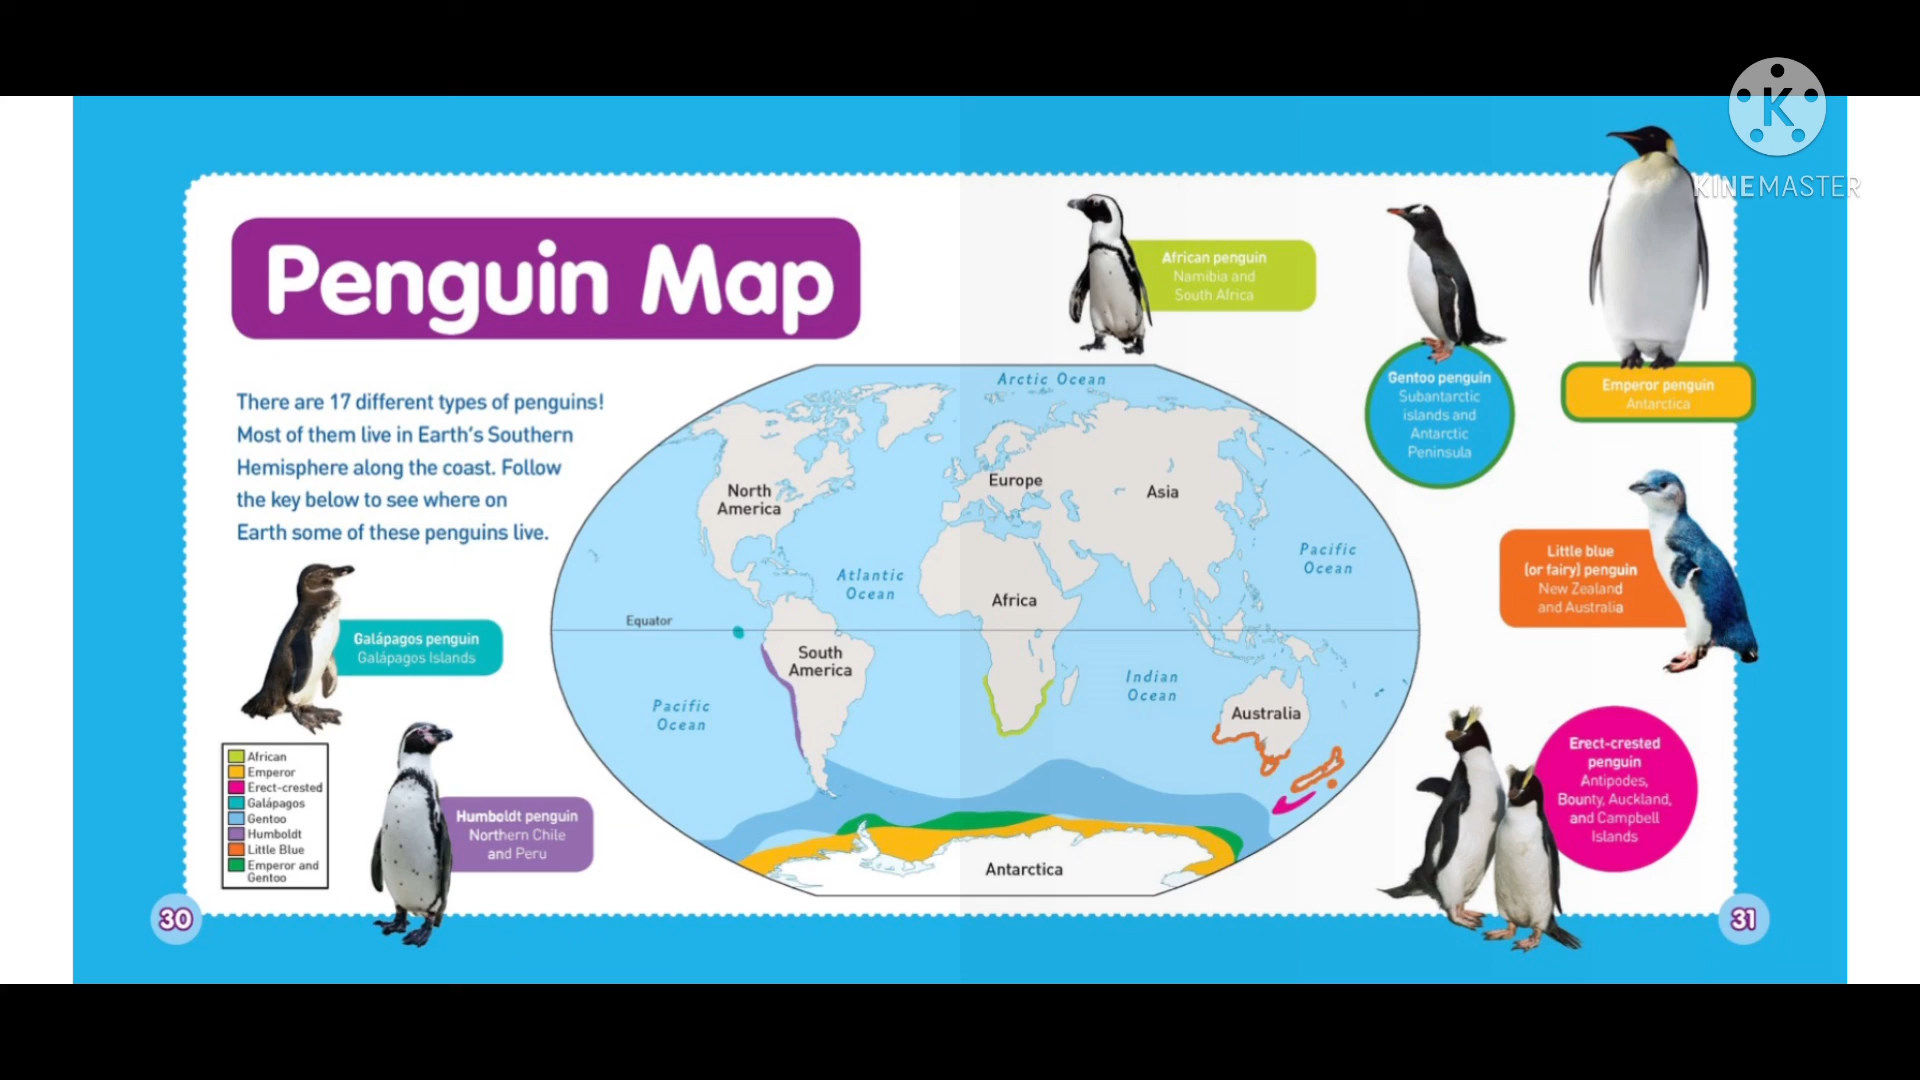 K
KINEMASTER
Penguin Map
There are 17 different types of penguins!
Most of them live in Earth's Southern
Hemisphere along the coast. Follow
the key below to see where on
Earth some of these penguins live.
African penguin
Namibia and
South Africa
Gentoo penguin
Subantarctic
islands and
Antarctic
Peninsula
Emperor penguin
Antarctica
Little blue
(or fairy) penguin
New Zealand
and Australia
Erect-crested
penguin
Antipodes,
Bounty, Auckland,
and Campbell
Islands
Galápagos penguin
Galápagos Islands
Humboldt penguin
Northern Chile
and Peru
African
Emperor
Erect-crested
Galápagos
Gentoo
Humboldt
Little Blue
Emperor and
Gentoo
Arctic Ocean
North
America
Europe
Asia
Atlantic
Ocean
Pacific
Ocean
Africa
Equator
South
America
Pacific
Ocean
Indian
Ocean
Australia
Antarctica
30
31